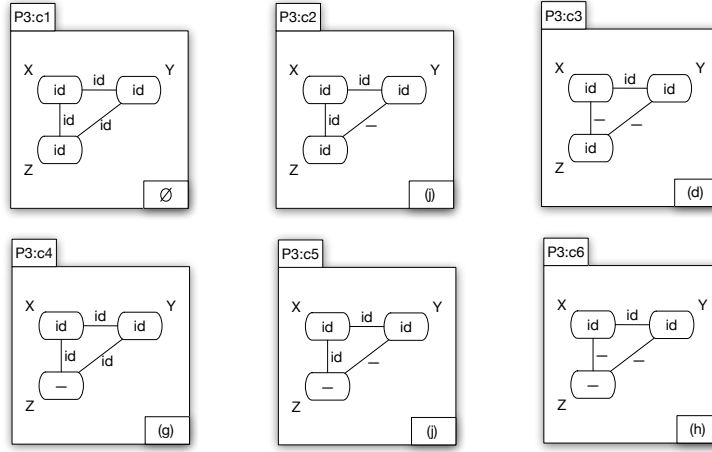 P3:c1
X id id id Y
id id
id
Z
Ø
P3:c2
X id id id Y
id —
id
Z
(j)
P3:c3
X id id id Y
— —
id
Z
(d)
P3:c4
X id id id Y
id id
—
Z
(g)
P3:c5
X id id id Y
id —
—
Z
(j)
P3:c6
X id id id Y
— —
—
Z
(h)